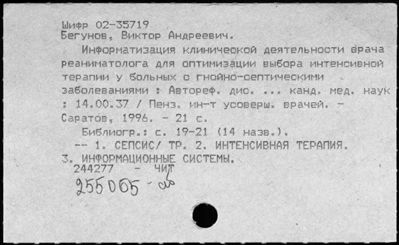 Шифр 02-35719
Бегунов, Виктор Андреевич.
Информатизация клинической деятельности врача
реаниматолога для оптимизации выбора интенсивной
терапии у больных с гнойно-септическими
заболеваниями : Автореф. дис. ... канд. мед. наук
: 14.00.37 / Пенз. ин-т усоверш. врачей. -
Саратов, 1996. - 21 с.
Библиогр.: с. 19-21 (14 назв.).
-- 1. СЕПСИС/ ТР. 2. ИНТЕНСИВНАЯ ТЕРАПИЯ.
3. ИНФОРМАЦИОННЫЕ СИСТЕМЫ.
244277 - ЧИТ
255065 -